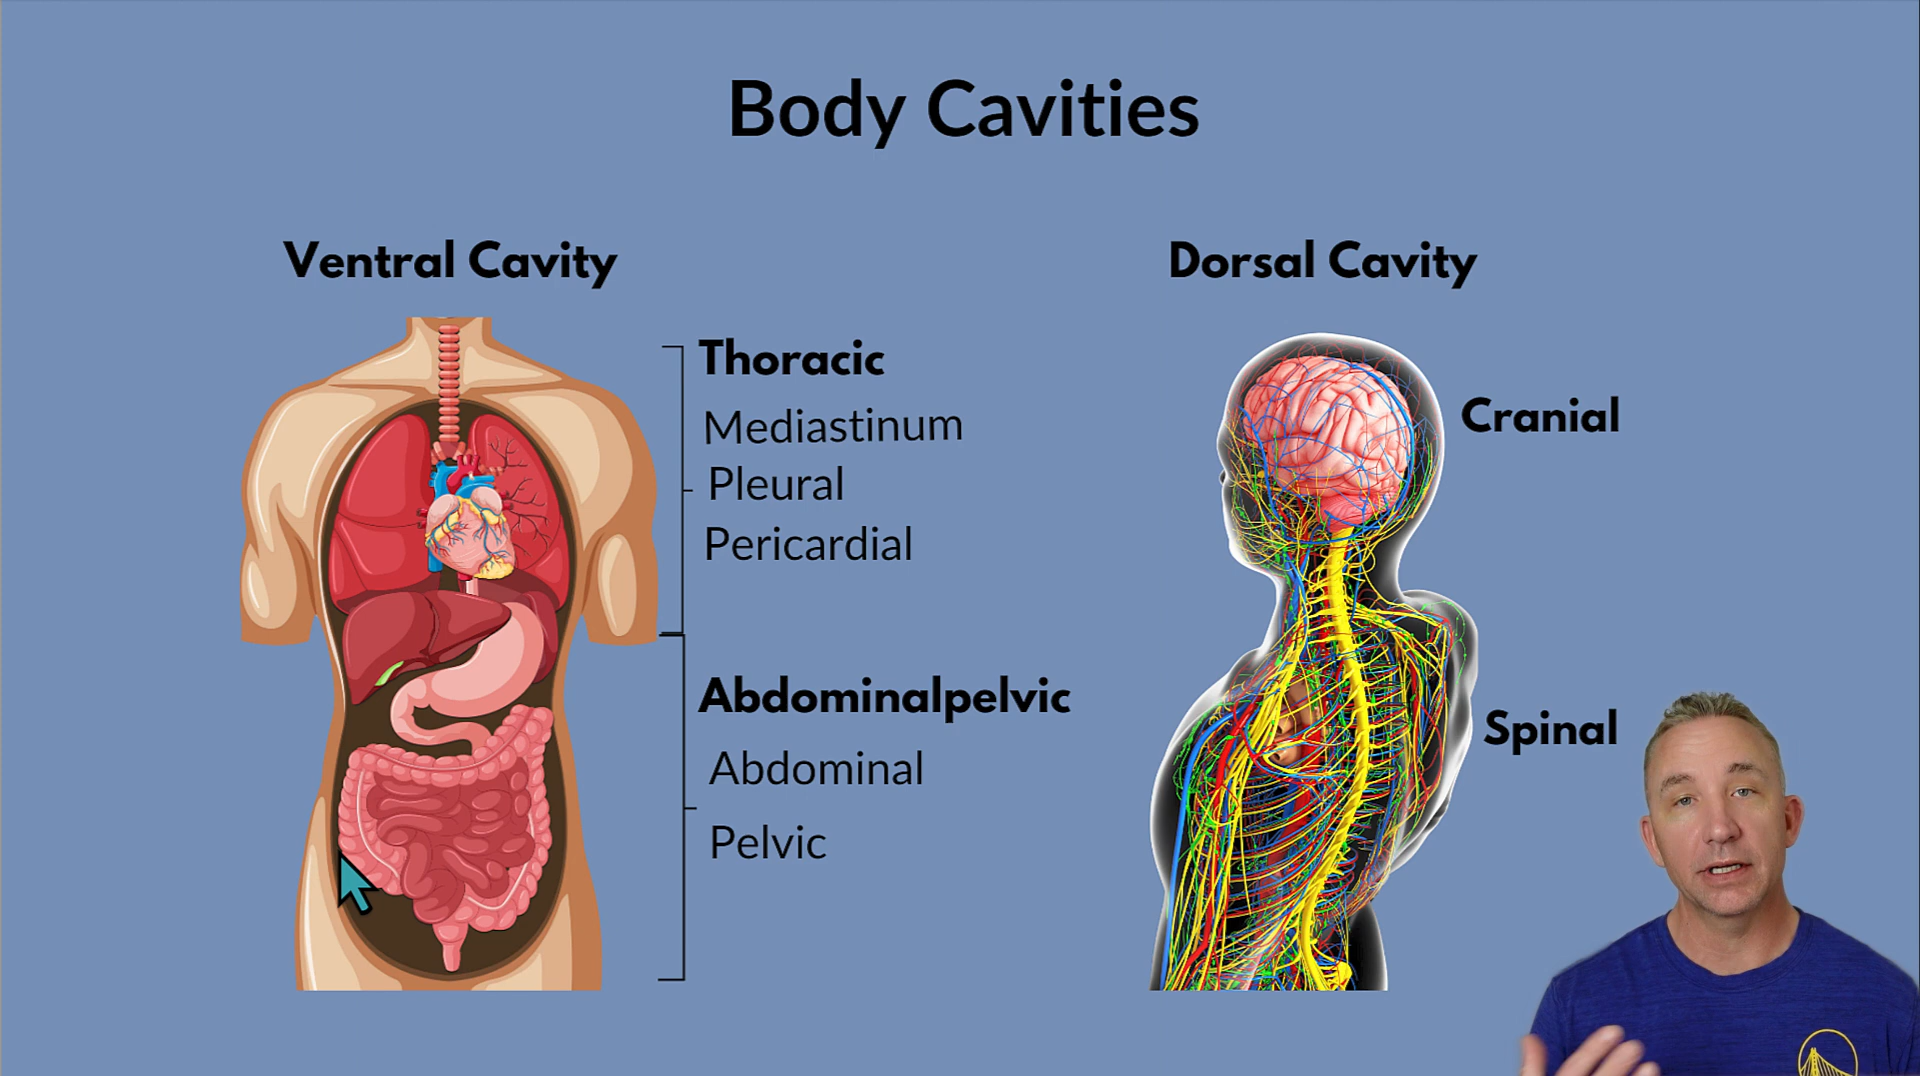 Body Cavities
Ventral Cavity
Thoracic
Mediastinum
Pleural
Pericardial
Abdominalpelvic
Abdominal
Pelvic
Dorsal Cavity
Cranial
Spinal